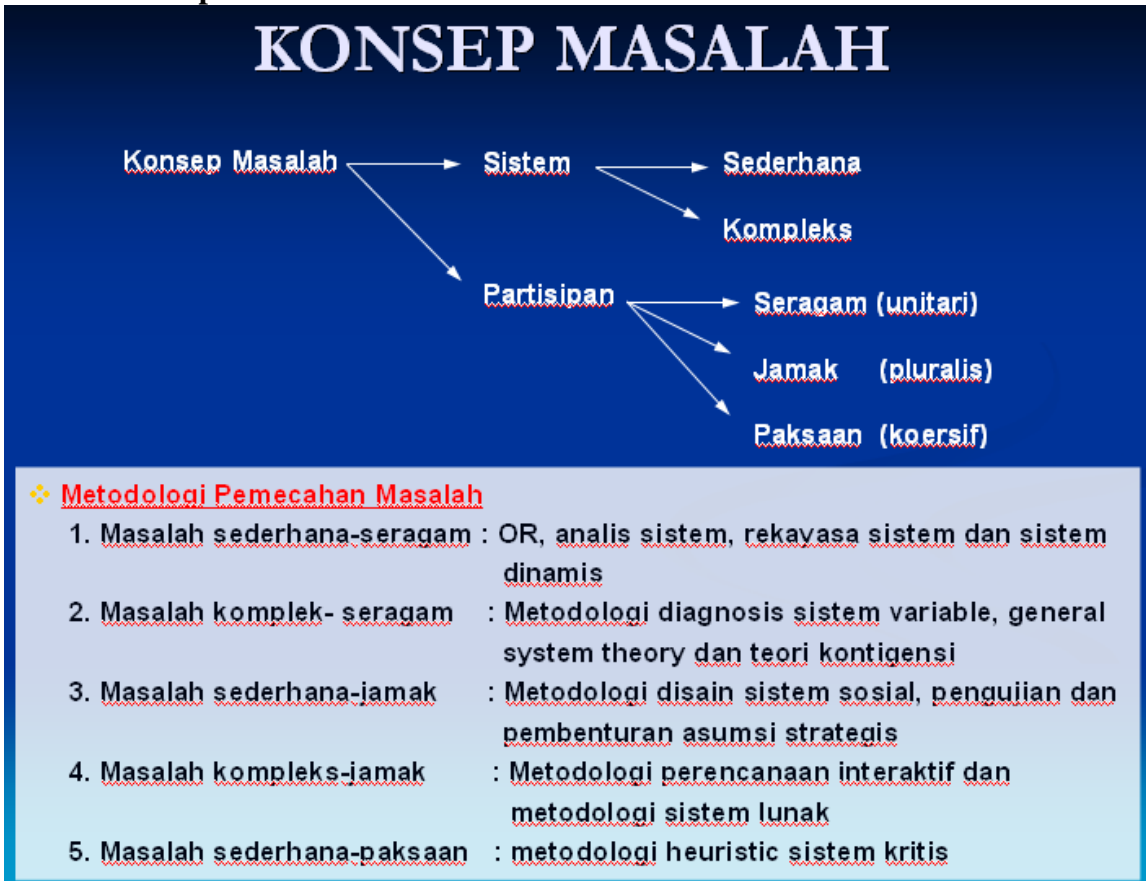 KONSEP MASALAH
Konsep Masalah
Sistem
Sederhana
Kompleks
Partisipan
Seragam (unitari)
Jamak (pluralis)
Paksaan (koersif)
Metodologi Pemecahan Masalah
1. Masalah sederhana-seragam : OR, analis sistem, rekayasa sistem dan sistem
dinamis
2. Masalah komplek- seragam : Metodologi diagnosis sistem variable, general
system theory dan teori kontigensi
3. Masalah sederhana-jamak : Metodologi disain sistem sosial, pengujian dan
pembenturan asumsi strategis
4. Masalah kompleks-jamak : Metodologi perencanaan interaktif dan
metodologi sistem lunak
5. Masalah sederhana-paksaan : metodologi heuristic sistem kritis